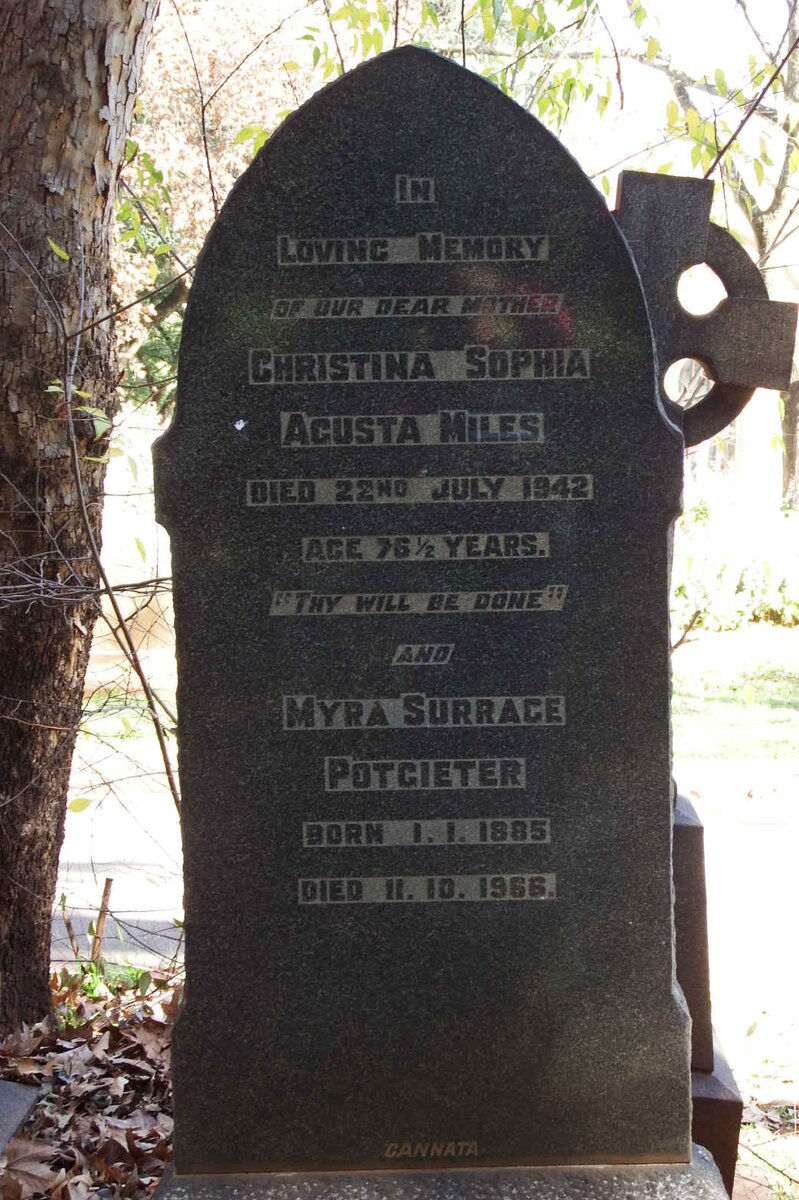 IN
LOVING MEMORY
OF OUR DEAR MOTHER
CHRISTINA SOPHIA
AGUSTA MILES
DIED 22ND JULY 1942
AGE 76½ YEARS.
"THY WILL BE DONE"
AND
MYRA SURRAGE
POTGIETER
BORN 1.1.1885
DIED 11.10.1966.
CANNATA